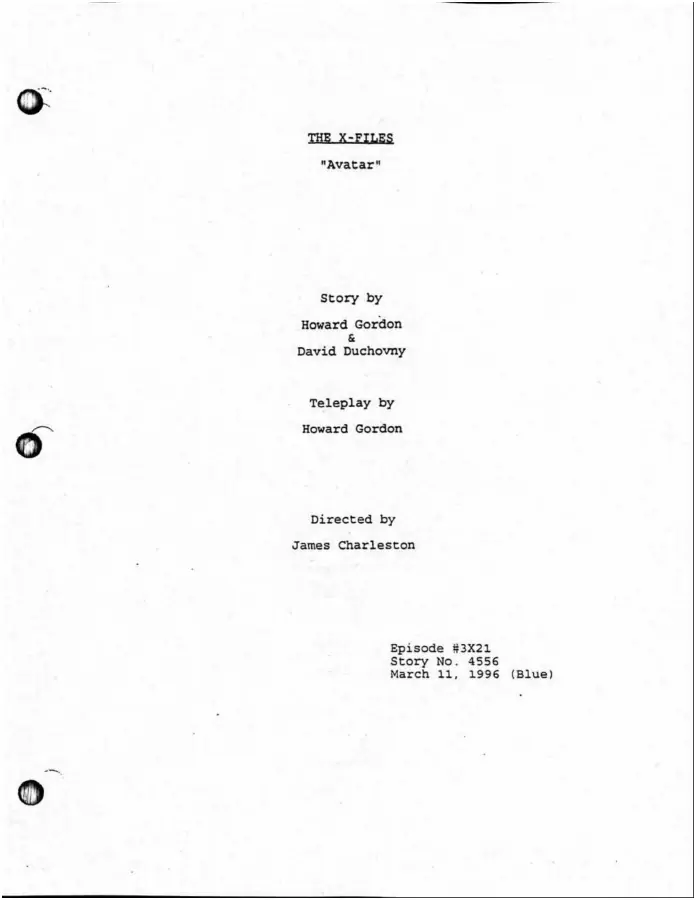 THE X-FILES
"Avatar"
Story by
Howard Gordon
&
David Duchovny
Teleplay by
Howard Gordon
Directed by
James Charleston
Episode #3X21
Story No. 4556
March 11, 1996 (Blue)